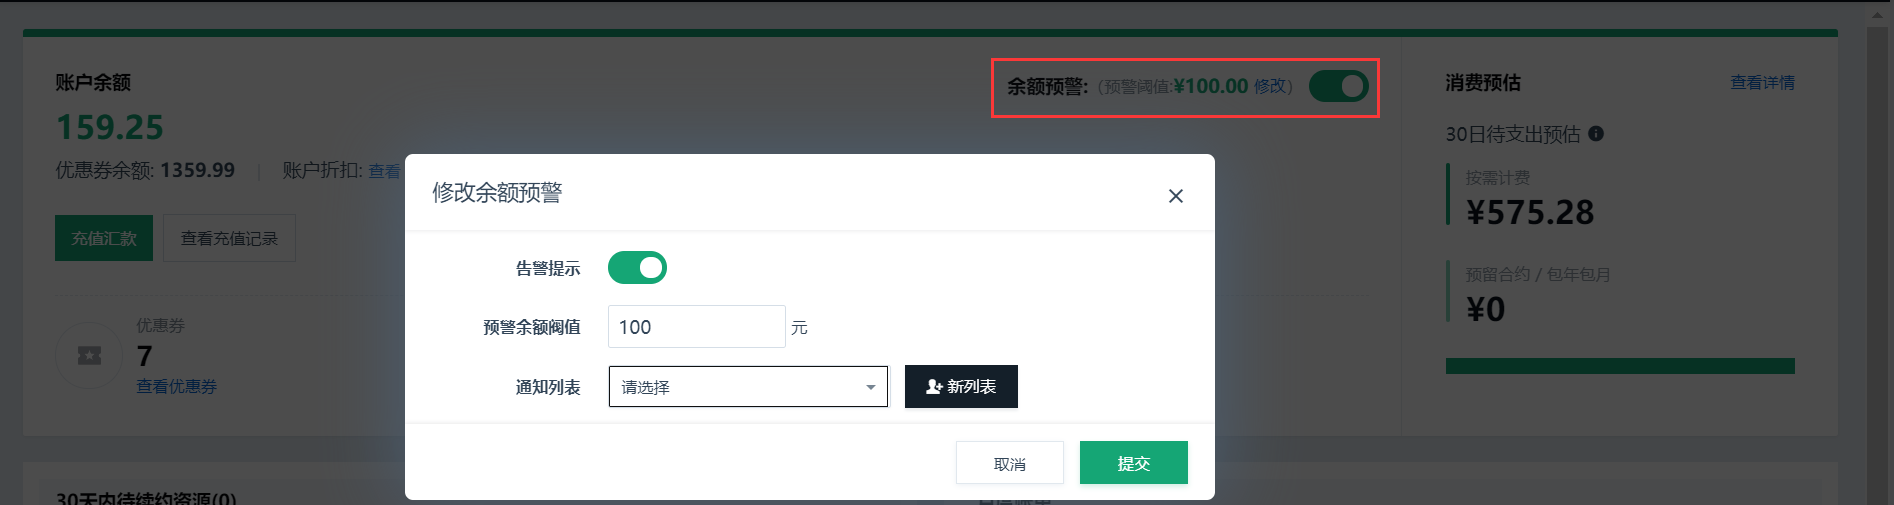 账户余额
159.25
优惠券余额: 1359.99
账户折扣: 查看
充值汇款
查看充值记录
优惠券
7
查看优惠券
余额预警: (预警阈值:¥100.00 修改)
消费预估
查看详情
30日待支出预估
按需计费
¥575.28
预留合约 / 包年包月
¥0
修改余额预警
告警提示
预警余额阀值
100
元
通知列表
请选择
新列表
取消
提交
30天内待续约资源(0)